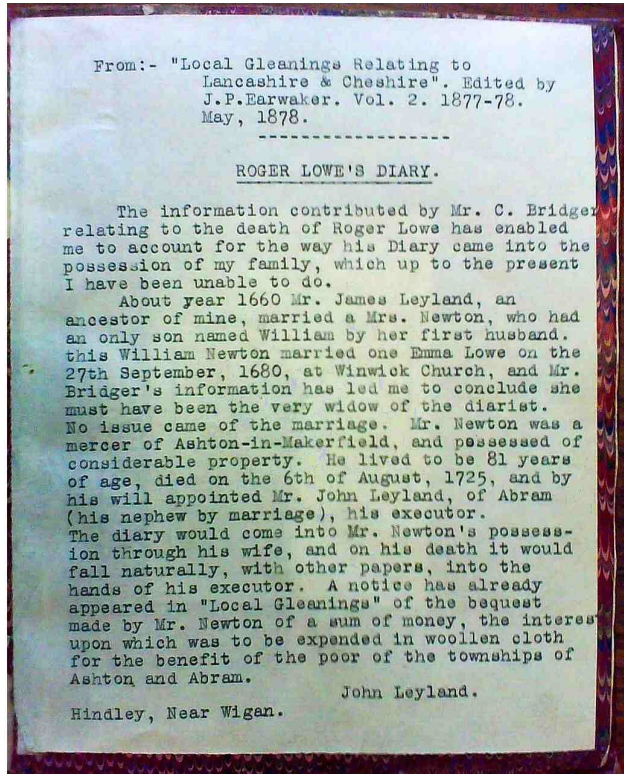 From:- "Local Gleanings Relating to
Lancashire & Cheshire". Edited by
J.P.Earwaker. Vol. 2. 1877-78.
May, 1878.
------------------
ROGER LOWE'S DIARY.
The information contributed by Mr. C. Bridger
relating to the death of Roger Lowe has enabled
me to account for the way his Diary came into the
possession of my family, which up to the present
I have been unable to do.
About year 1660 Mr. James Leyland, an
ancestor of mine, married a Mrs. Newton, who had
an only son named William by her first husband.
this William Newton married one Emma Lowe on the
27th September, 1680, at Winwick Church, and Mr.
Bridger's information has led me to conclude she
must have been the very widow of the diarist.
No issue came of the marriage. Mr. Newton was a
mercer of Ashton-in-Makerfield, and possessed of
considerable property. He lived to be 81 years
of age, died on the 6th of August, 1725, and by
his will appointed Mr. John Leyland, of Abram
(his nephew by marriage), his executor.
The diary would come into Mr. Newton's possess-
ion through his wife, and on his death it would
fall naturally, with other papers, into the
hands of his executor. A notice has already
appeared in "Local Gleanings" of the bequest
made by Mr. Newton of a sum of money, the interes
upon which was to be expended in woollen cloth
for the benefit of the poor of the townships of
Ashton and Abram.
John Leyland.
Hindley, Near Wigan.